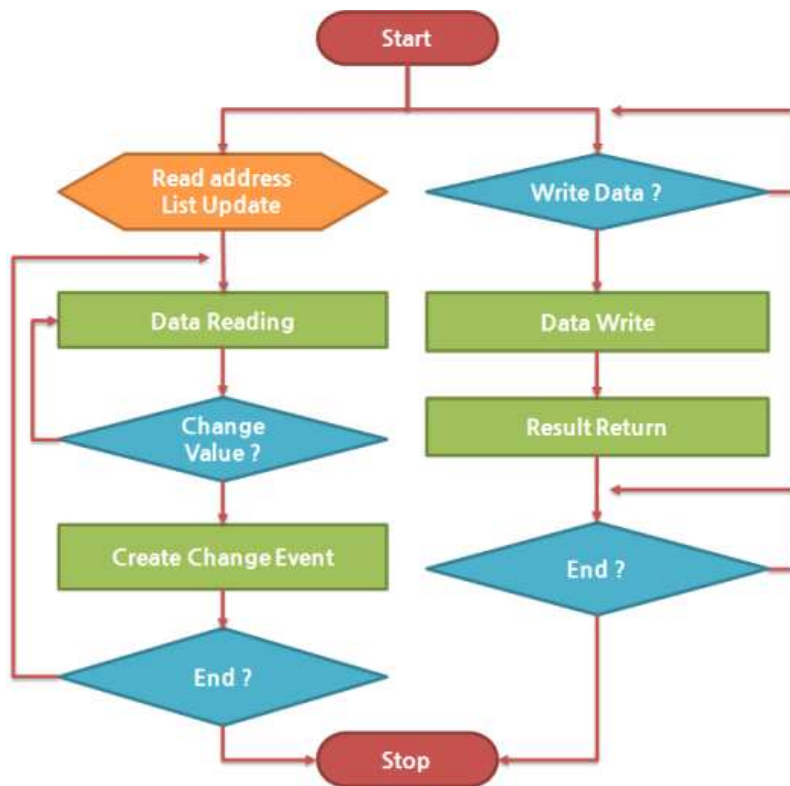 Start
Read address
List Update
Write Data ?
Data Reading
Data Write
Change
Value ?
Result Return
Create Change Event
End ?
End ?
Stop